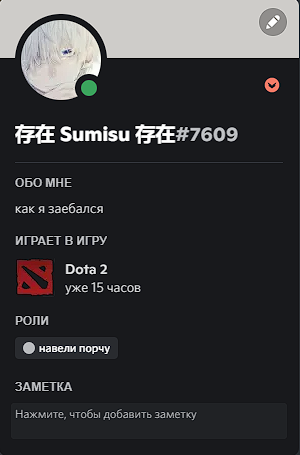 存在 Sumisu 存在#7609
ОБО МНЕ
как я заебался
ИГРАЕТ В ИГРУ
Dota 2
уже 15 часов
РОЛИ
навели порчу
ЗАМЕТКА
Нажмите, чтобы добавить заметку